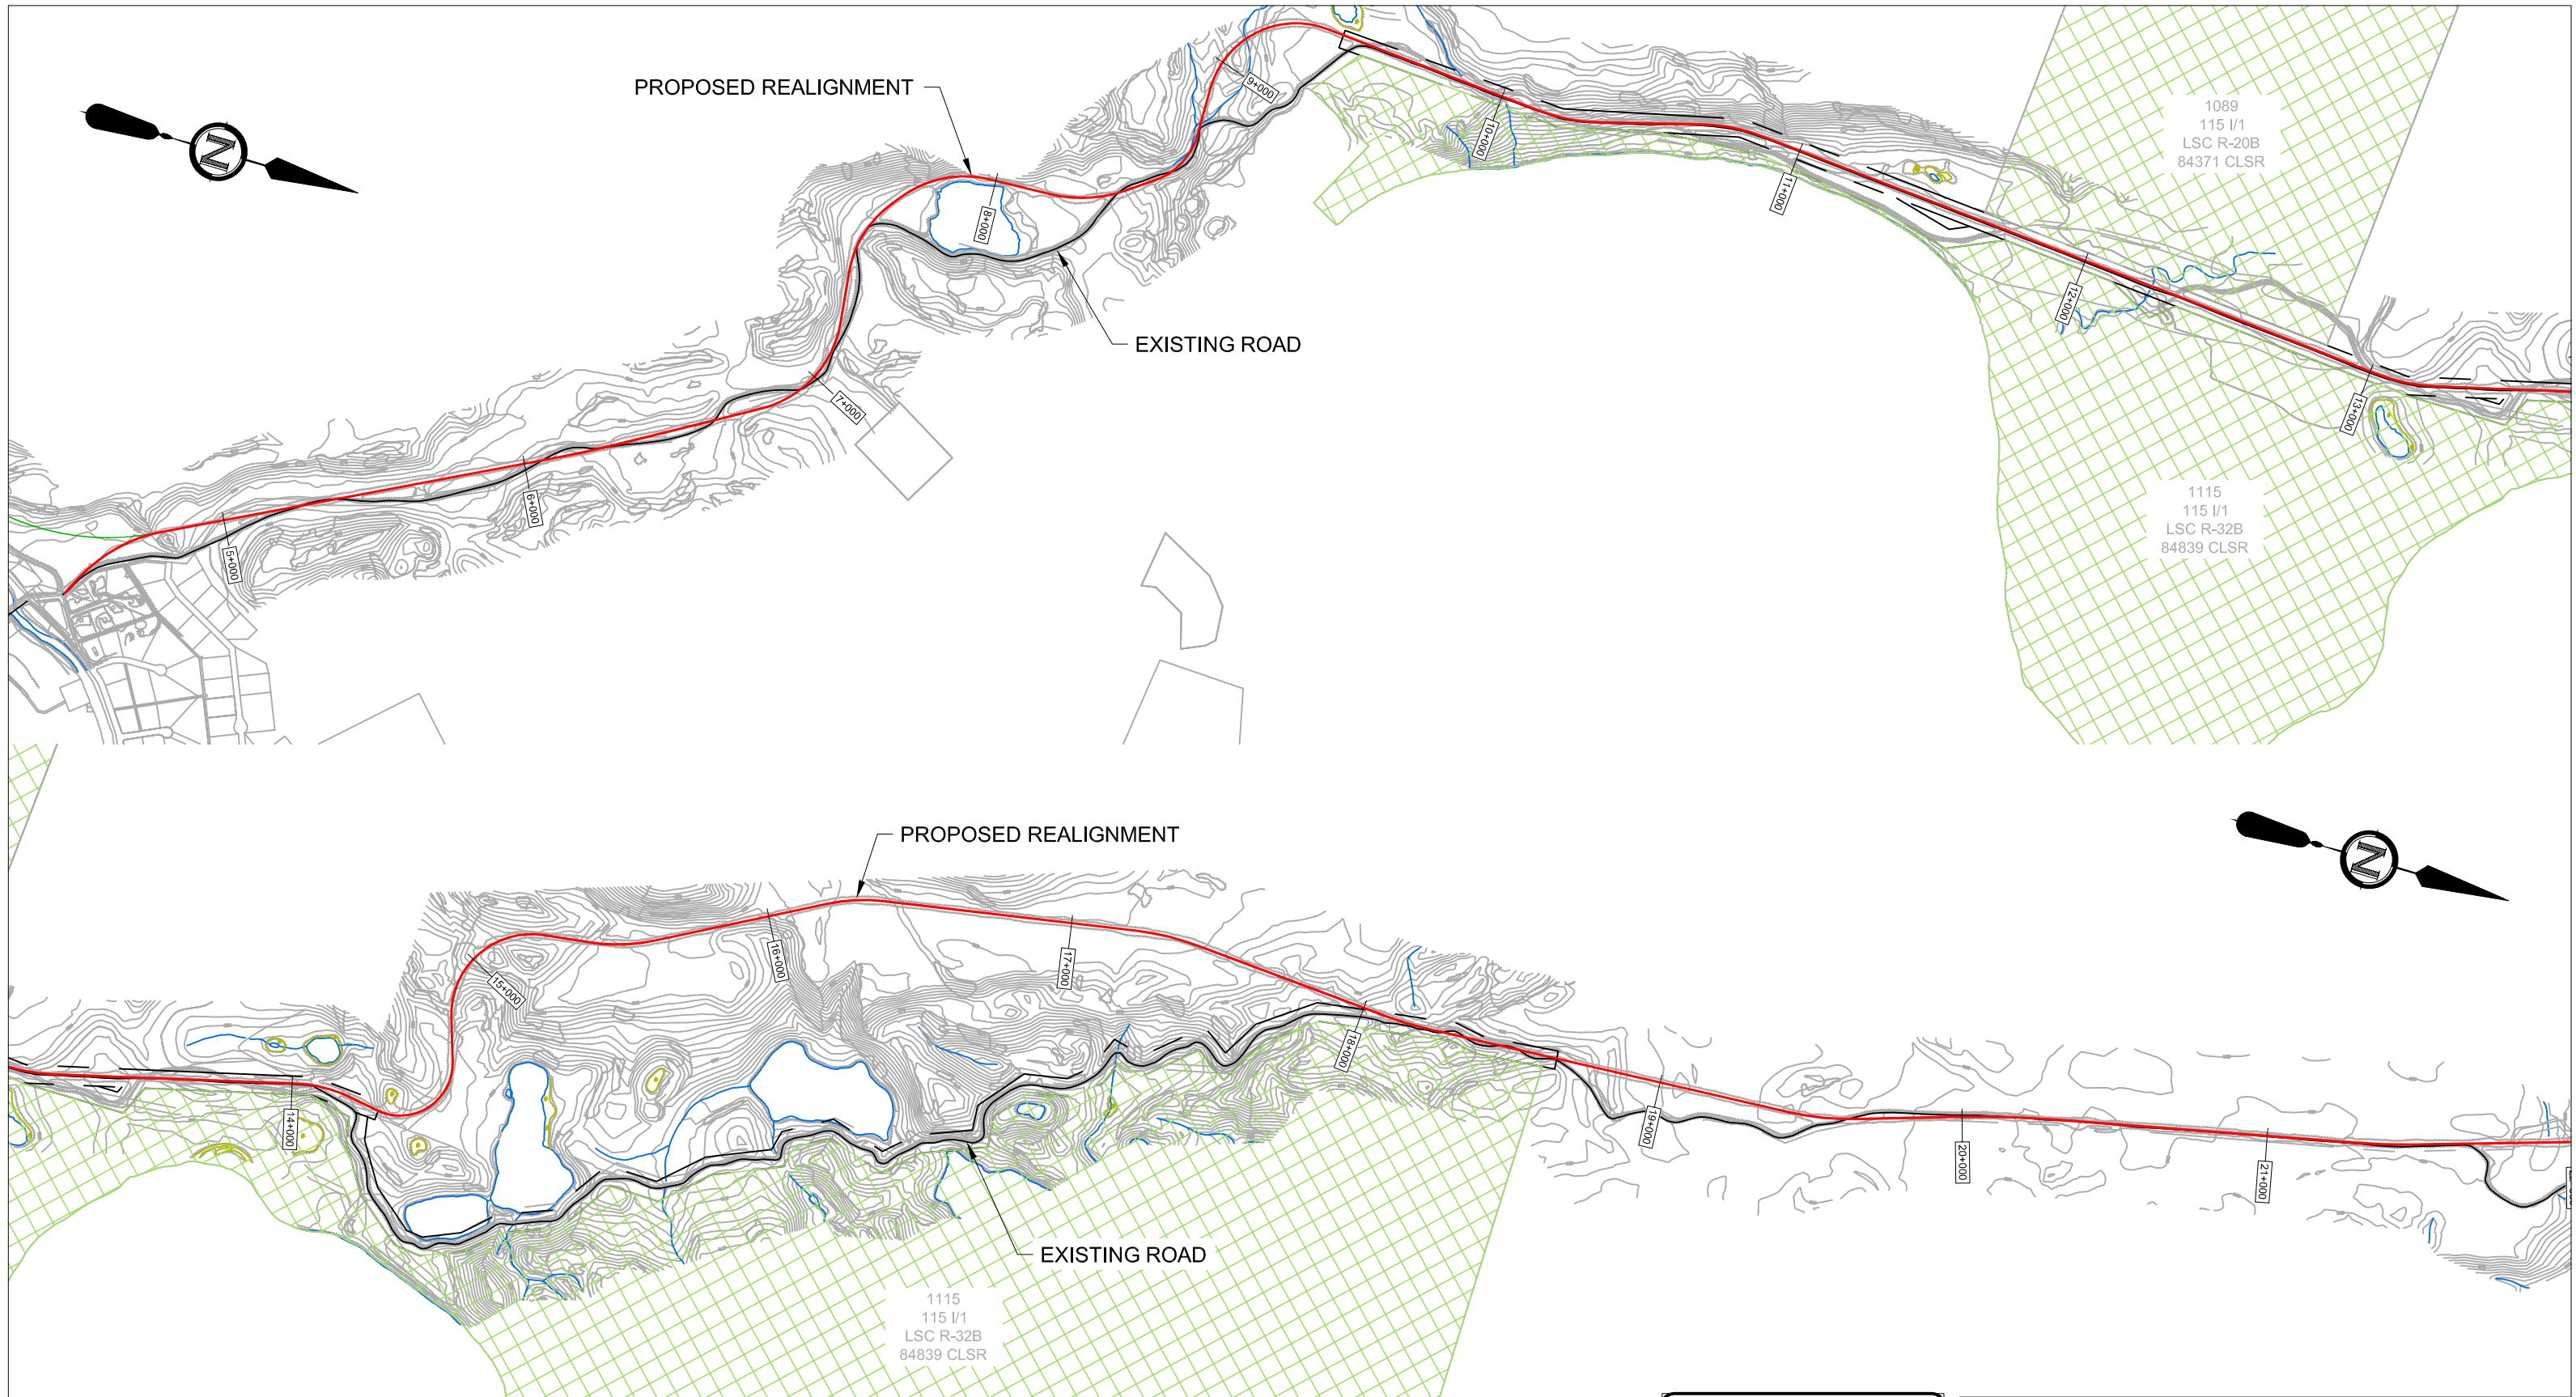 PROPOSED REALIGNMENT
N
9+000
10+000
1089
115 I/1
LSC R-20B
84371 CLSR
11+000
8+000
EXISTING ROAD
12+000
7+000
13+000
6+000
5+000
1115
115 I/1
LSC R-32B
84839 CLSR
PROPOSED REALIGNMENT
N
16+000
17+000
15+000
18+000
14+000
19+000
20+000
21+000
EXISTING ROAD
1115
115 I/1
LSC R-32B
84839 CLSR